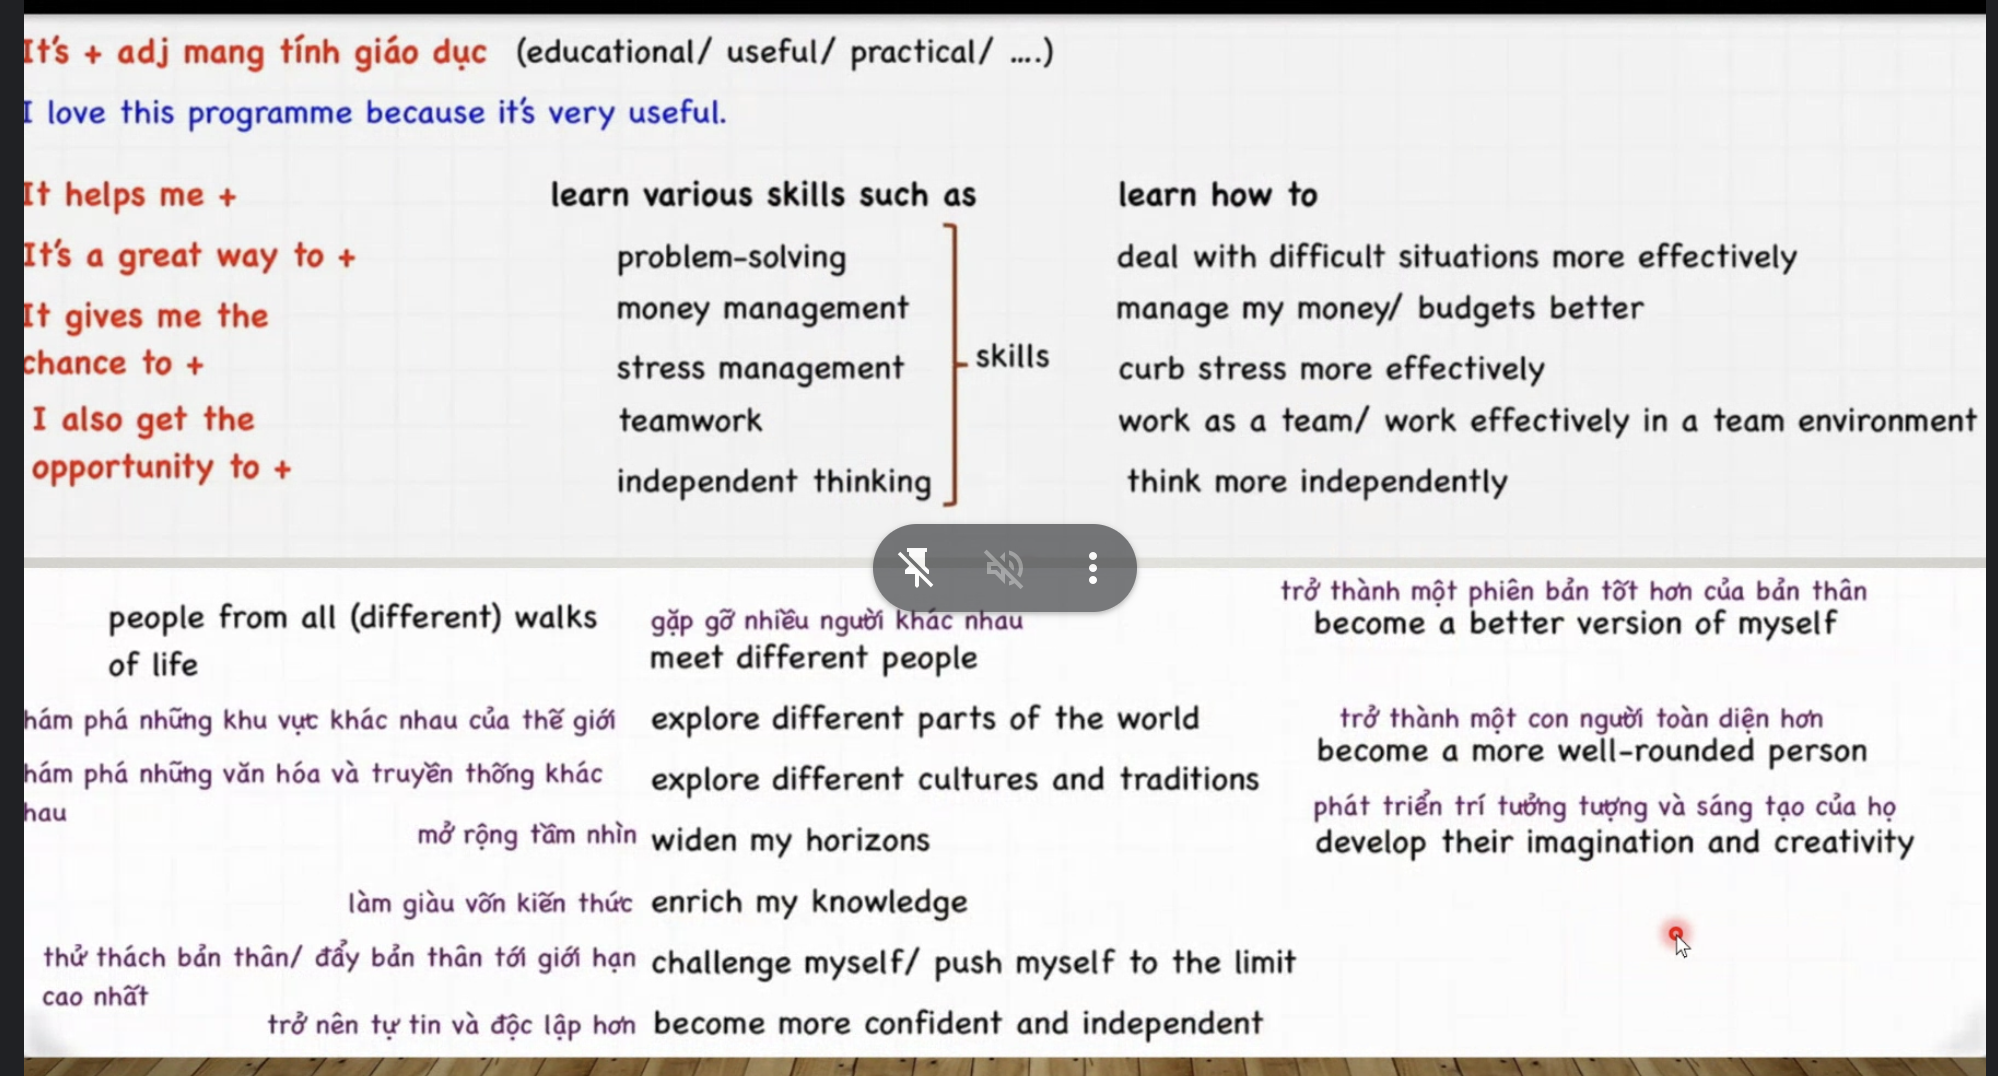 It's + adj mang tính giáo dục (educational/ useful/ practical/ ....)
I love this programme because it's very useful.
It helps me +
It's a great way to +
It gives me the
chance to +
I also get the
opportunity to +
learn various skills such as
problem-solving
money management
stress management
teamwork
independent thinking
skills
learn how to
deal with difficult situations more effectively
manage my money/ budgets better
curb stress more effectively
work as a team/ work effectively in a team environment
think more independently
people from all (different) walks
of life
gặp gỡ nhiều người khác nhau
meet different people
hám phá những khu vực khác nhau của thế giới
explore different parts of the world
hám phá những văn hóa và truyền thống khác
hau
explore different cultures and traditions
mở rộng tầm nhìn
widen my horizons
làm giàu vốn kiến thức
enrich my knowledge
thử thách bản thân/ đẩy bản thân tới giới hạn
cao nhất
challenge myself/ push myself to the limit
trở nên tự tin và độc lập hơn
become more confident and independent
trở thành một phiên bản tốt hơn của bản thân
become a better version of myself
trở thành một con người toàn diện hơn
become a more well-rounded person
phát triển trí tưởng tượng và sáng tạo của họ
develop their imagination and creativity